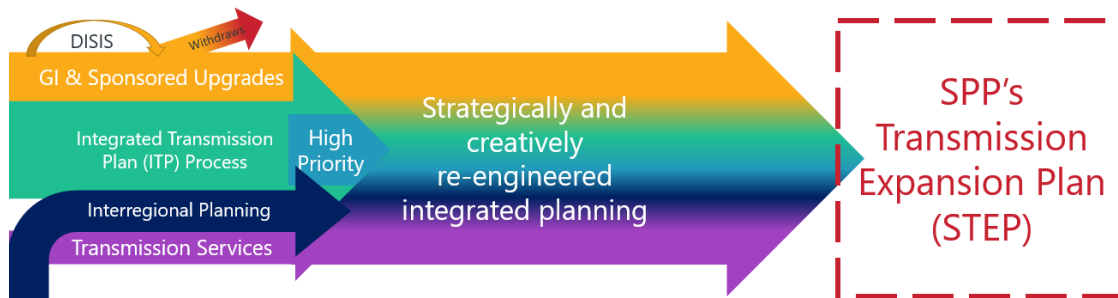 DISIS
Withdraws
GI & Sponsored Upgrades
Integrated Transmission
Plan (ITP) Process
High
Priority
Interregional Planning
Transmission Services
Strategically and
creatively
re-engineered
integrated planning
SPP's
Transmission
Expansion Plan
(STEP)